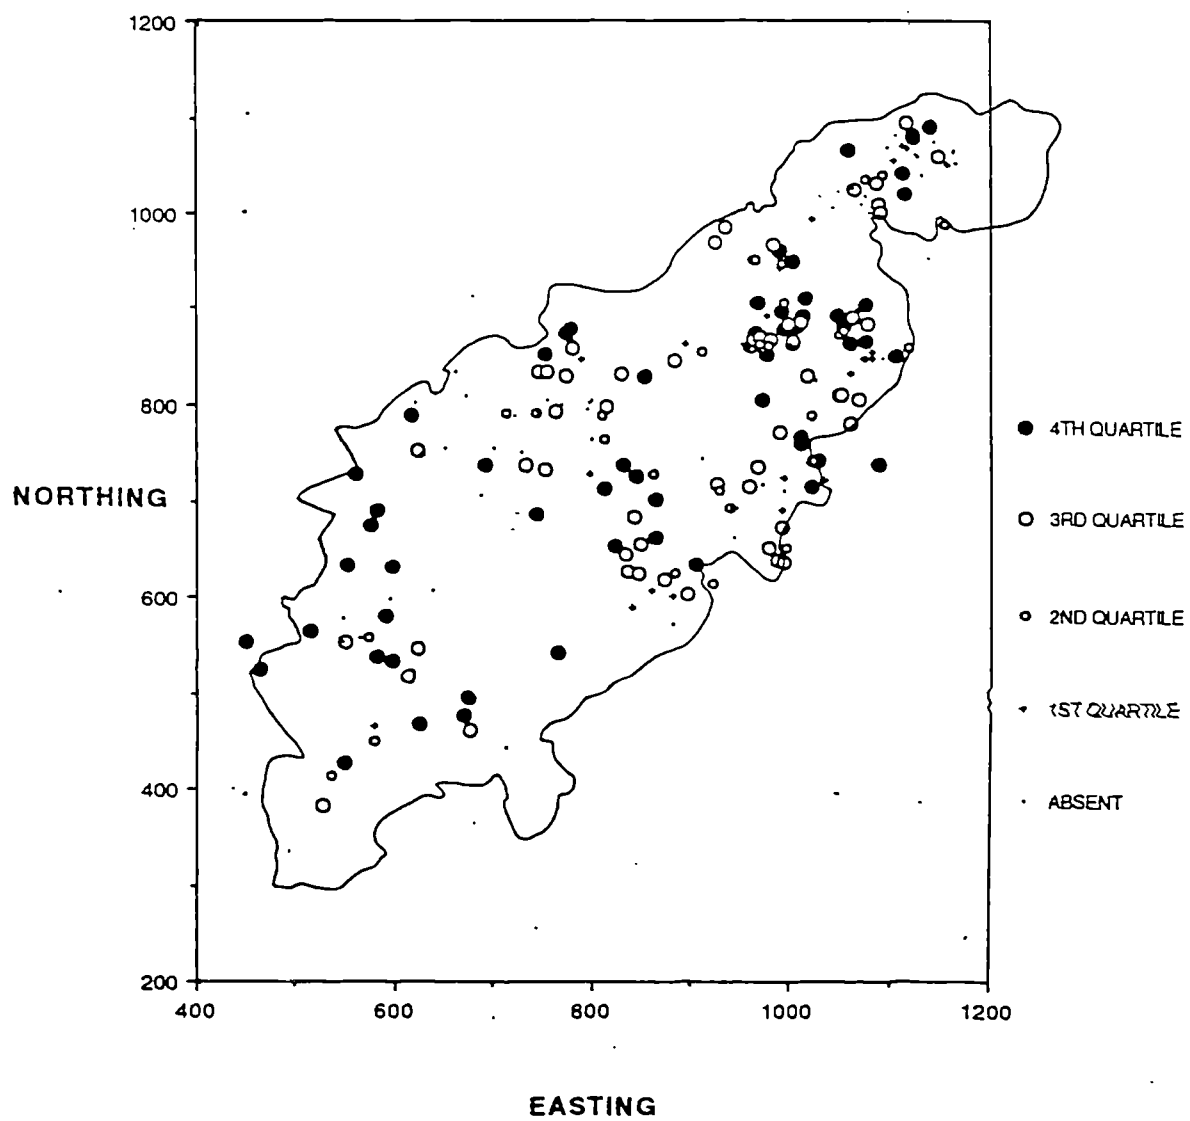 1200
1000
800
600
400
200
NORTHING
400 600 800 1000 1200
EASTING
4TH QUARTILE
3RD QUARTILE
2ND QUARTILE
1ST QUARTILE
ABSENT